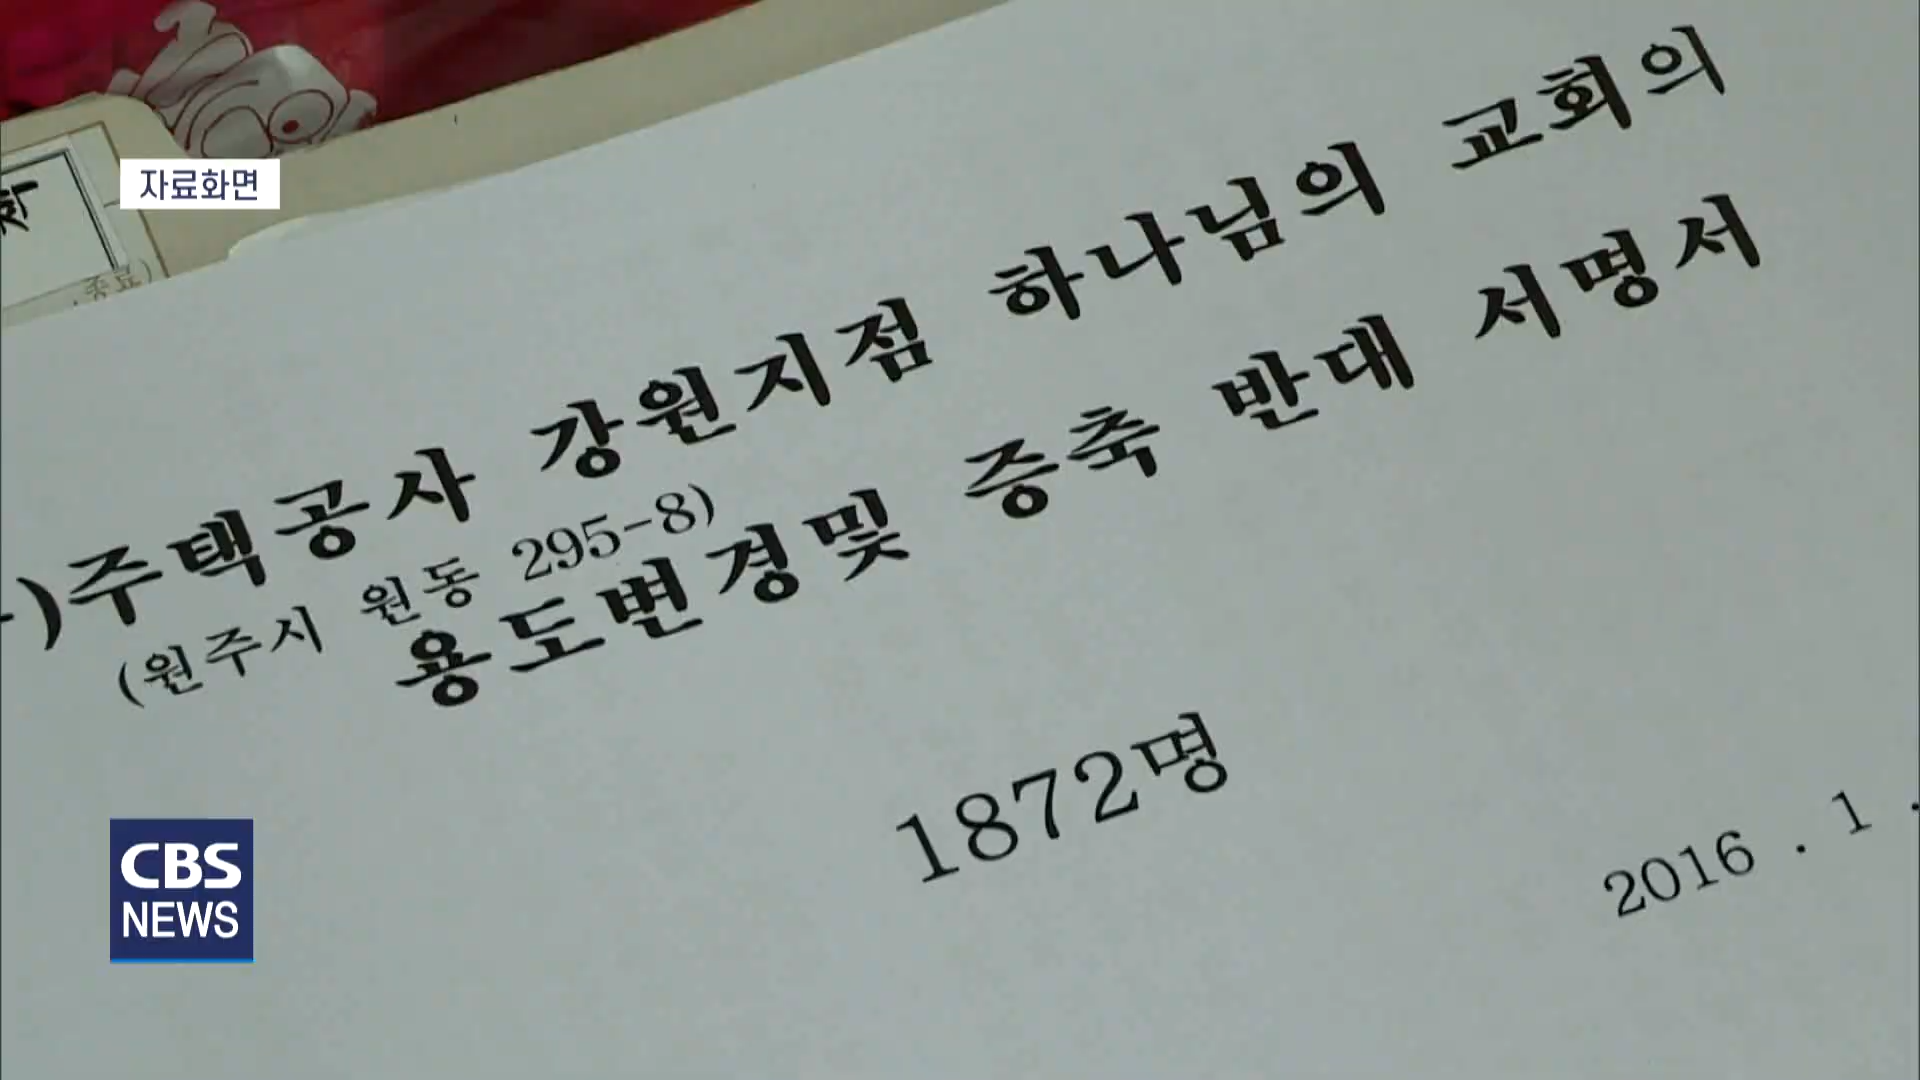 자료화면
)주택공사 강원지점 하나님의 교회의
(원주시 원동 295-8)
용도변경및 증축 반대 서명서
1872명
2016 . 1 .
CBS
NEWS